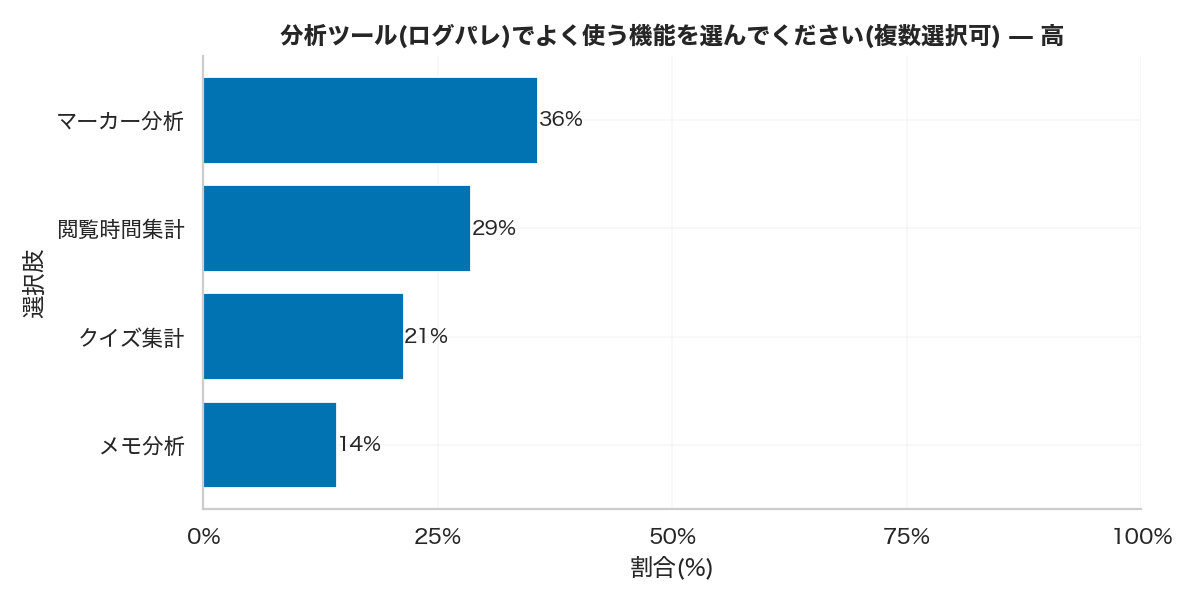 分析ツール(ログパレ)でよく使う機能を選んでください(複数選択可) — 高
選択肢
マーカー分析
36%
閲覧時間集計
29%
クイズ集計
21%
メモ分析
14%
0%
25%
50%
75%
100%
割合(%)